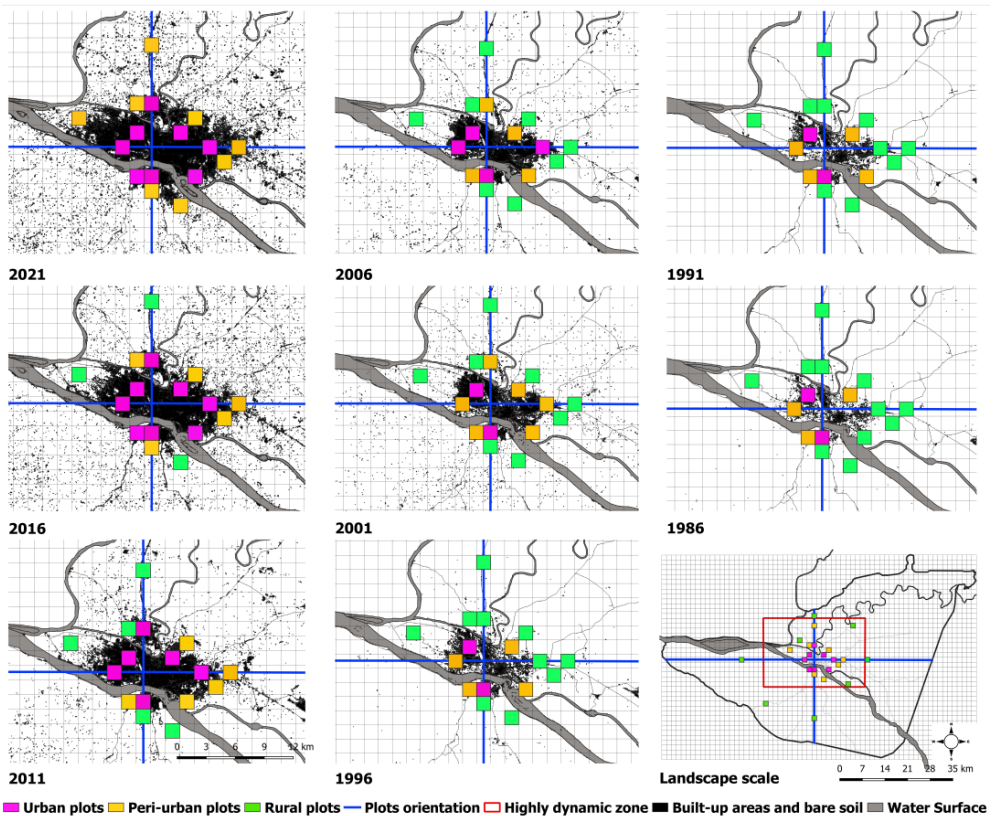 2021
2006
1991
2016
2001
1986
0 3 6 9 12 km
2011
1996
Landscape scale
0 7 14 21 28 35 km
Urban plots Peri-urban plots Rural plots Plots orientation Highly dynamic zone Built-up areas and bare soil Water Surface